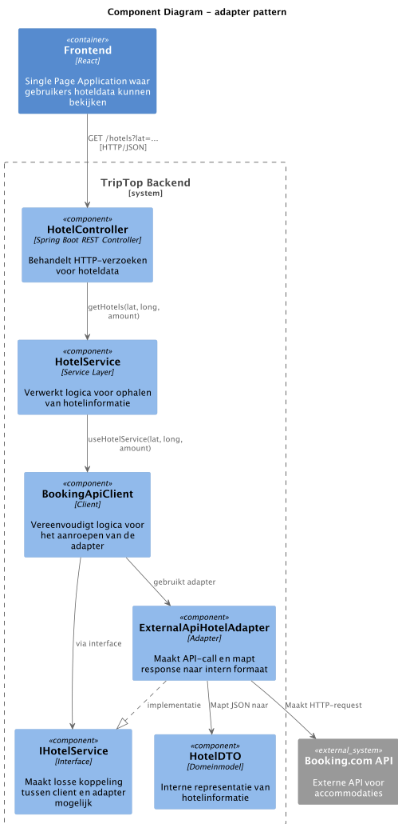 Component Diagram - adapter pattern
«container»
Frontend
[React]
Single Page Application waar
gebruikers hoteldata kunnen
bekijken
GET /hotels?lat=...
[HTTP/JSON]
TripTop Backend
[system]
«component»
HotelController
[Spring Boot REST Controller]
Behandelt HTTP-verzoeken
voor hoteldata
getHotels(lat, long,
amount)
«component»
HotelService
[Service Layer]
Verwerkt logica voor ophalen
van hotelinformatie
useHotelService(lat, long,
amount)
«component»
BookingApiClient
[Client]
Vereenvoudigt logica voor
het aanroepen van de
adapter
gebruikt adapter
via interface
«component»
ExternalApiHotelAdapter
[Adapter]
Maakt API-call en mapt
response naar intern formaat
implementatie
Mapt JSON naar
Maakt HTTP-request
«component»
IHotelService
[Interface]
Maakt losse koppeling
tussen client en adapter
mogelijk
«component»
HotelDTO
[Domeinmodel]
Interne representatie van
hotelinformatie
«external_system»
Booking.com API
Externe API voor
accommodaties